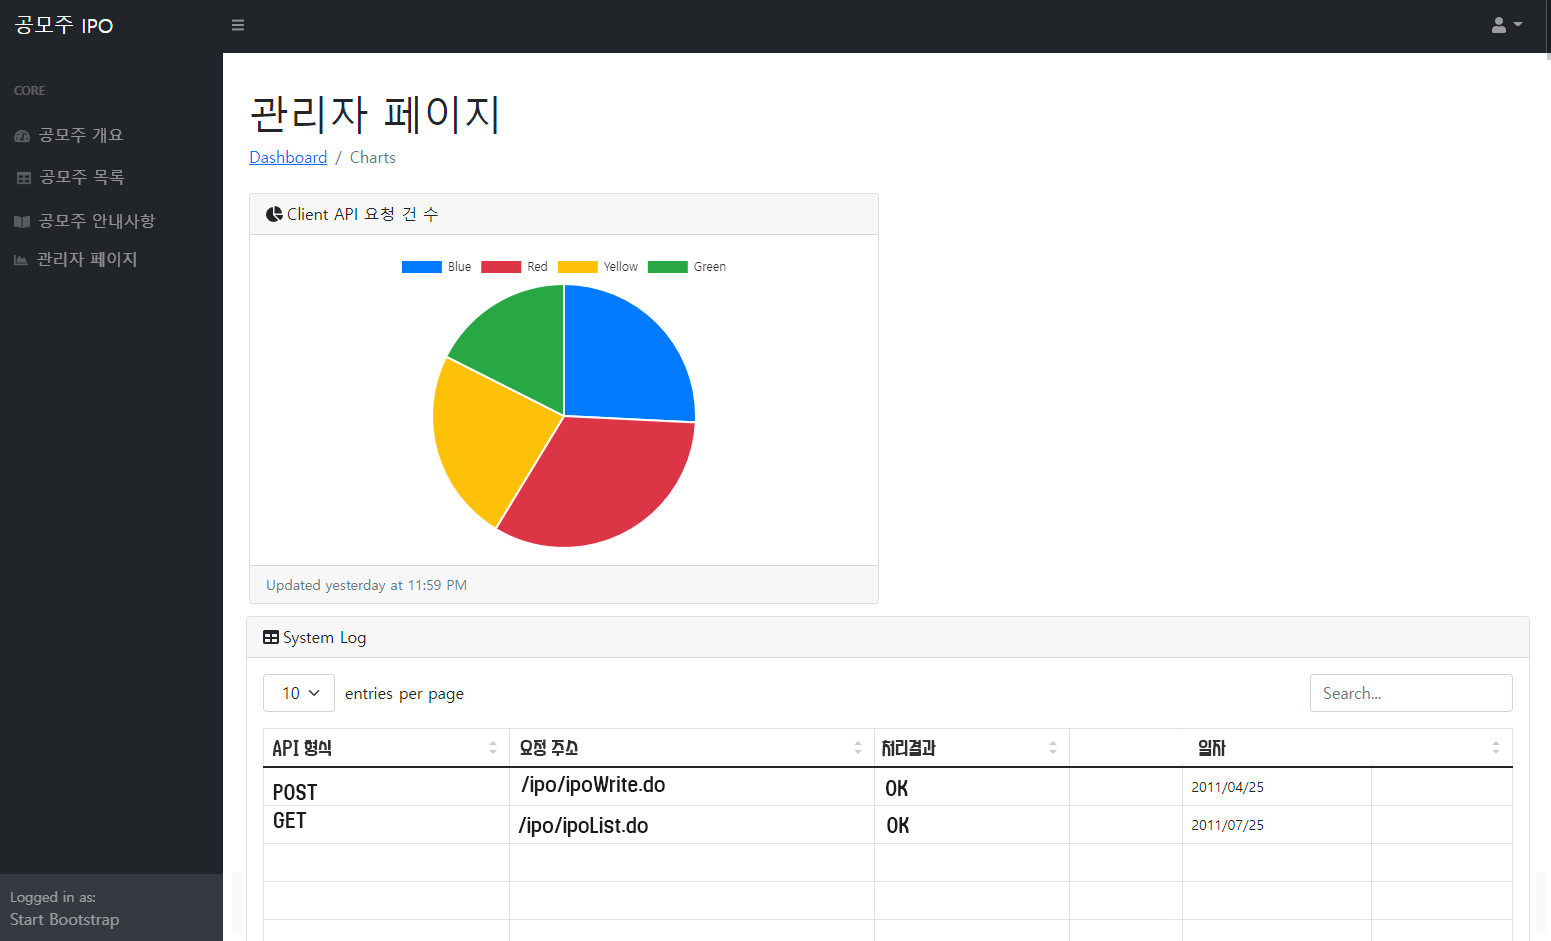 공모주 IPO
CORE
공모주 개요
공모주 목록
공모주 안내사항
관리자 페이지
Logged in as:
Start Bootstrap
관리자 페이지
Dashboard / Charts
Client API 요청 건 수
Blue Red Yellow Green
Updated yesterday at 11:59 PM
System Log
10 entries per page Search...
API 형식 요청 주소 처리결과 일자
POST /ipo/ipoWrite.do OK 2011/04/25
GET /ipo/ipoList.do OK 2011/07/25